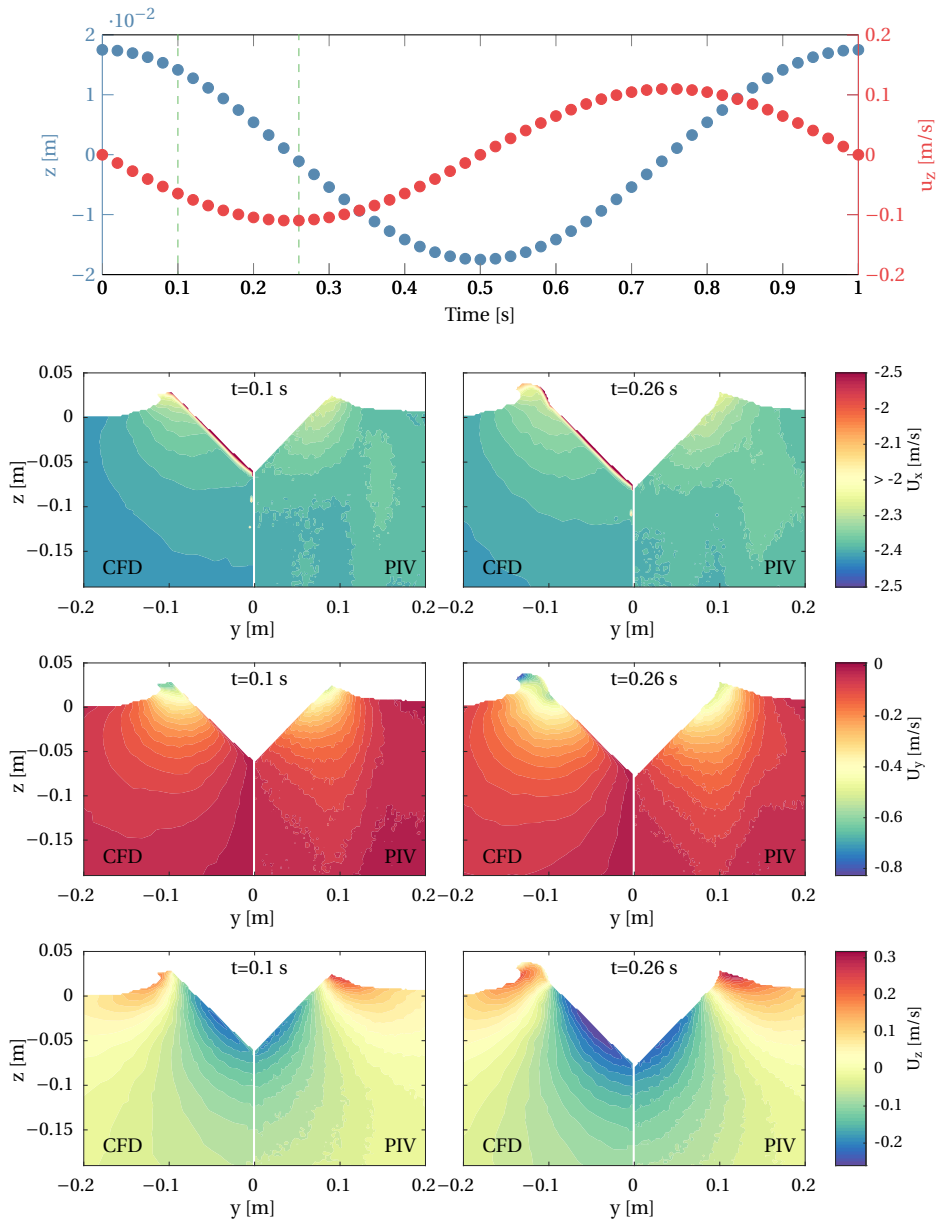 ·10⁻²
2
1
0
−1
−2
z [m]
0.2
0.1
0
−0.1
−0.2
u_z [m/s]
0 0.1 0.2 0.3 0.4 0.5 0.6 0.7 0.8 0.9 1
Time [s]
0.05
0
−0.05
−0.1
−0.15
z [m]
t=0.1 s
CFD PIV
−0.2 −0.1 0 0.1 0.2
y [m]
t=0.26 s
CFD PIV
−0.2 −0.1 0 0.1 0.2
y [m]
-2.5
-2
-2.1
> -2
-2.3
-2.4
-2.5
U_x [m/s]
0.05
0
−0.05
−0.1
−0.15
z [m]
t=0.1 s
CFD PIV
−0.2 −0.1 0 0.1 0.2
y [m]
t=0.26 s
CFD PIV
−0.2 −0.1 0 0.1 0.2
y [m]
0
-0.2
-0.4
-0.6
-0.8
U_y [m/s]
0.05
0
−0.05
−0.1
−0.15
z [m]
t=0.1 s
CFD PIV
−0.2 −0.1 0 0.1 0.2
y [m]
t=0.26 s
CFD PIV
−0.2 −0.1 0 0.1 0.2
y [m]
0.3
0.2
0.1
0
-0.1
-0.2
U_z [m/s]